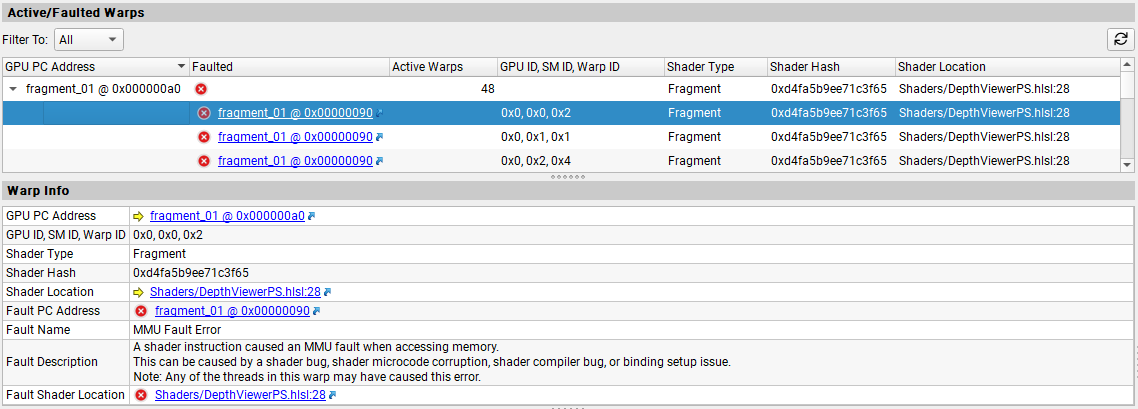 Active/Faulted Warps
Filter To: All
GPU PC Address Faulted Active Warps GPU ID, SM ID, Warp ID Shader Type Shader Hash Shader Location
fragment_01 @ 0x000000a0 48 Fragment 0xd4fa5b9ee71c3f65 Shaders/DepthViewerPS.hlsl:28
fragment_01 @ 0x00000090 0x0, 0x0, 0x2 Fragment 0xd4fa5b9ee71c3f65 Shaders/DepthViewerPS.hlsl:28
fragment_01 @ 0x00000090 0x0, 0x1, 0x1 Fragment 0xd4fa5b9ee71c3f65 Shaders/DepthViewerPS.hlsl:28
fragment_01 @ 0x00000090 0x0, 0x2, 0x4 Fragment 0xd4fa5b9ee71c3f65 Shaders/DepthViewerPS.hlsl:28
Warp Info
GPU PC Address fragment_01 @ 0x000000a0
GPU ID, SM ID, Warp ID 0x0, 0x0, 0x2
Shader Type Fragment
Shader Hash 0xd4fa5b9ee71c3f65
Shader Location Shaders/DepthViewerPS.hlsl:28
Fault PC Address fragment_01 @ 0x00000090
Fault Name MMU Fault Error
Fault Description A shader instruction caused an MMU fault when accessing memory.
This can be caused by a shader bug, shader microcode corruption, shader compiler bug, or binding setup issue.
Note: Any of the threads in this warp may have caused this error.
Fault Shader Location Shaders/DepthViewerPS.hlsl:28